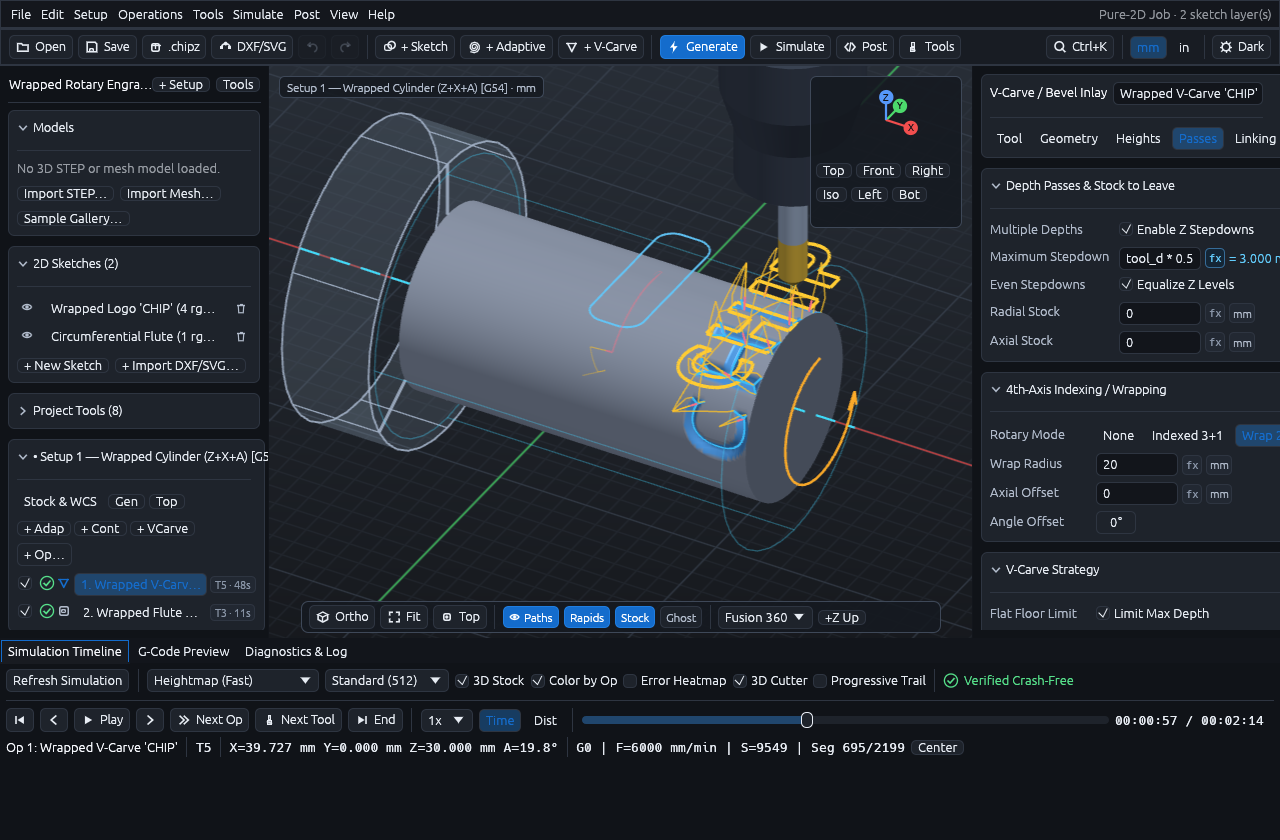 File Edit Setup Operations Tools Simulate Post View Help
Pure-2D Job · 2 sketch layer(s)
Open Save .chipz DXF/SVG + Sketch + Adaptive + V-Carve Generate Simulate Post Tools Ctrl+K mm in Dark
Wrapped Rotary Engra... + Setup Tools
Models
No 3D STEP or mesh model loaded.
Import STEP... Import Mesh...
Sample Gallery...
2D Sketches (2)
Wrapped Logo 'CHIP' (4 rg...
Circumferential Flute (1 rg...
+ New Sketch + Import DXF/SVG...
Project Tools (8)
• Setup 1 — Wrapped Cylinder (Z+X+A) [G5
Stock & WCS Gen Top
+ Adap + Cont + VCarve
+ Op...
1. Wrapped V-Carv... T5 · 48s
2. Wrapped Flute ... T3 · 11s
Setup 1 — Wrapped Cylinder (Z+X+A) [G54] · mm
Z
Y
X
Top Front Right
Iso Left Bot
Ortho Fit Top Paths Rapids Stock Ghost Fusion 360 +Z Up
V-Carve / Bevel Inlay Wrapped V-Carve 'CHIP'
Tool Geometry Heights Passes Linking
Depth Passes & Stock to Leave
Multiple Depths Enable Z Stepdowns
Maximum Stepdown tool_d * 0.5 fx = 3.000
Even Stepdowns Equalize Z Levels
Radial Stock 0 fx mm
Axial Stock 0 fx mm
4th-Axis Indexing / Wrapping
Rotary Mode None Indexed 3+1 Wrap
Wrap Radius 20 fx mm
Axial Offset 0 fx mm
Angle Offset 0°
V-Carve Strategy
Flat Floor Limit Limit Max Depth
Simulation Timeline G-Code Preview Diagnostics & Log
Refresh Simulation Heightmap (Fast) Standard (512) 3D Stock Color by Op Error Heatmap 3D Cutter Progressive Trail Verified Crash-Free
Play Next Op Next Tool End 1x Time Dist 00:00:57 / 00:02:14
Op 1: Wrapped V-Carve 'CHIP' T5 X=39.727 mm Y=0.000 mm Z=30.000 mm A=19.8° G0 | F=6000 mm/min | S=9549 | Seg 695/2199 Center